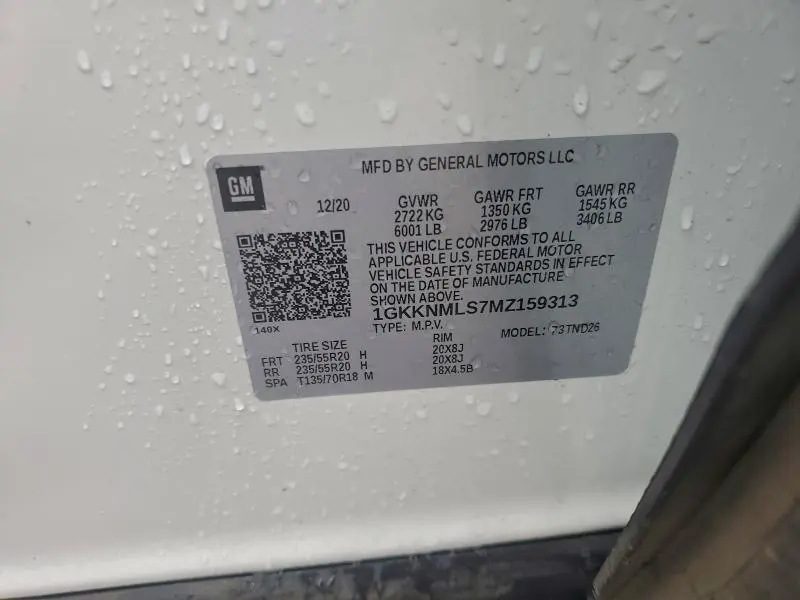 MFD BY GENERAL MOTORS LLC
GM
12/20
GVWR GAWR FRT GAWR RR
2722 KG 1350 KG 1545 KG
6001 LB 2976 LB 3406 LB
THIS VEHICLE CONFORMS TO ALL
APPLICABLE U.S. FEDERAL MOTOR
VEHICLE SAFETY STANDARDS IN EFFECT
ON THE DATE OF MANUFACTURE
SHOWN ABOVE.
1GKKNMLS7MZ159313
140X
TYPE: M.P.V. MODEL: 73TND26
TIRE SIZE RIM
FRT 235/55R20 H 20X8J
RR 235/55R20 H 20X8J
SPA T135/70R18 M 18X4.5B